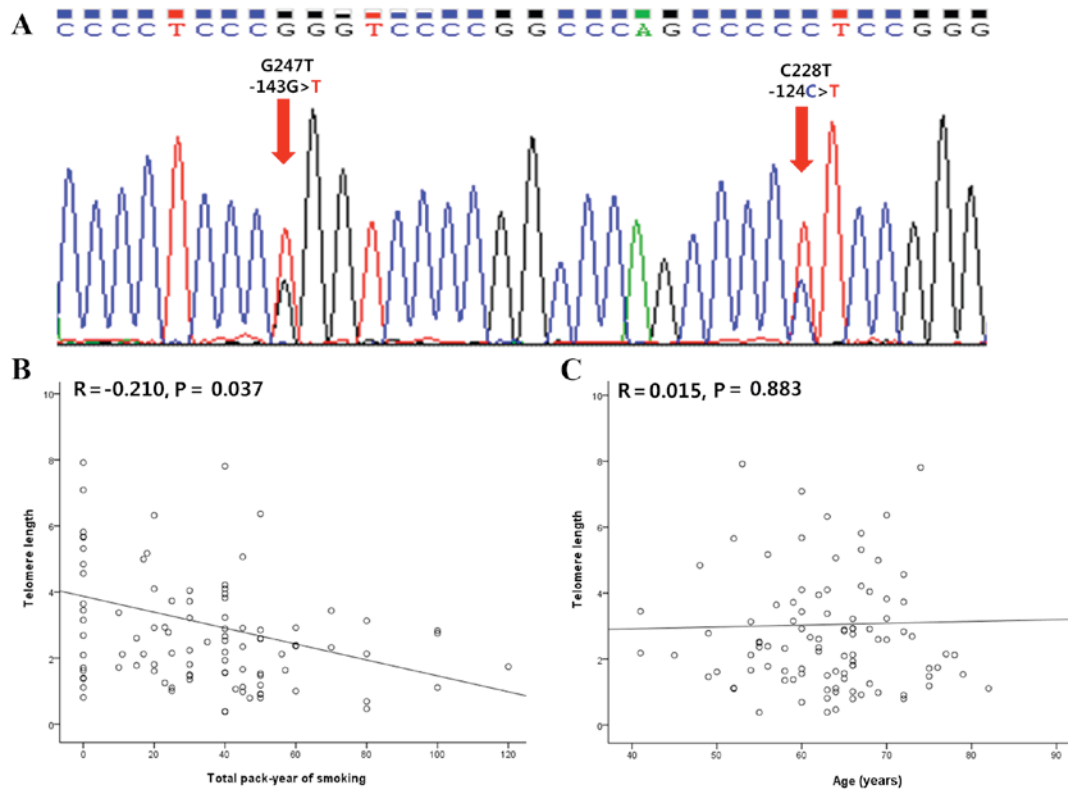 A
C C C C T C C C G G G T C C C C G G C C C A G C C C C C T C C G G G
G247T
-143G>T
C228T
-124C>T
B
R = -0.210, P = 0.037
10
8
6
4
2
0
Telomere length
0 20 40 60 80 100 120
Total pack-year of smoking
C
R = 0.015, P = 0.883
10
8
6
4
2
0
Telomere length
40 50 60 70 80 90
Age (years)